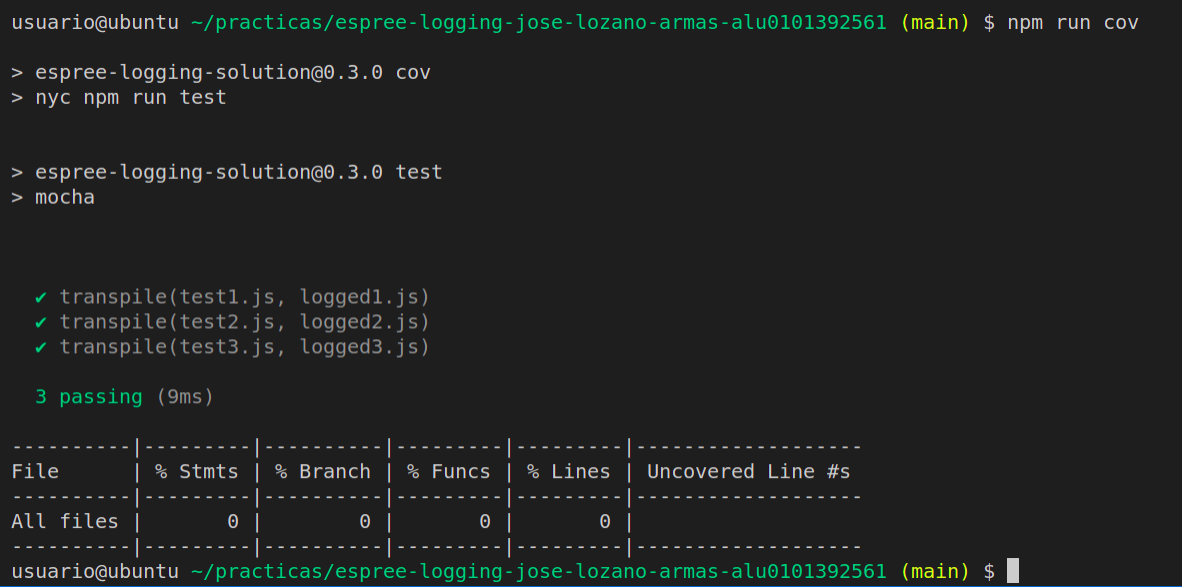 usuario@ubuntu ~/practicas/espree-logging-jose-lozano-armas-alu0101392561 (main) $ npm run cov
> espree-logging-solution@0.3.0 cov
> nyc npm run test
> espree-logging-solution@0.3.0 test
> mocha
✔ transpile(test1.js, logged1.js)
✔ transpile(test2.js, logged2.js)
✔ transpile(test3.js, logged3.js)
3 passing (9ms)
----------|---------|----------|---------|---------|-------------------
File      | % Stmts | % Branch | % Funcs | % Lines | Uncovered Line #s
----------|---------|----------|---------|---------|-------------------
All files |       0 |        0 |       0 |       0 |
----------|---------|----------|---------|---------|-------------------
usuario@ubuntu ~/practicas/espree-logging-jose-lozano-armas-alu0101392561 (main) $